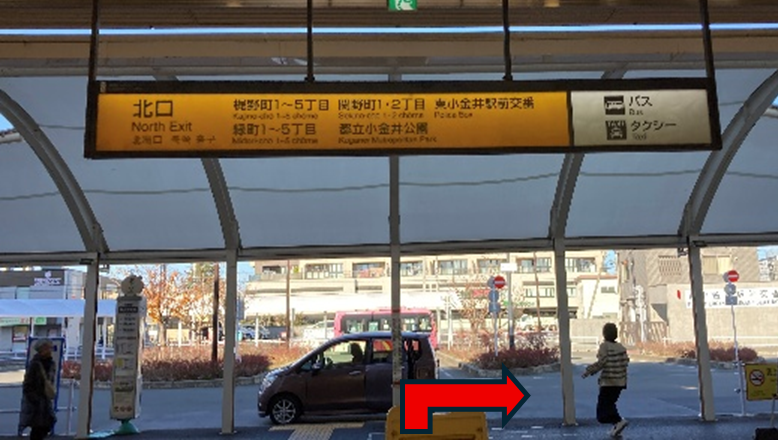 北口
North Exit
梶野町1～5丁目
Kajino-cho 1~5 chōme
緑町1～5丁目
Midori-cho 1~5 chōme
関野町1・2丁目
Sekino-cho 1~2 chōme
都立小金井公園
Koganei Metropolitan Park
東小金井駅前交番
Police Box
バス
Bus
タクシー
Taxi